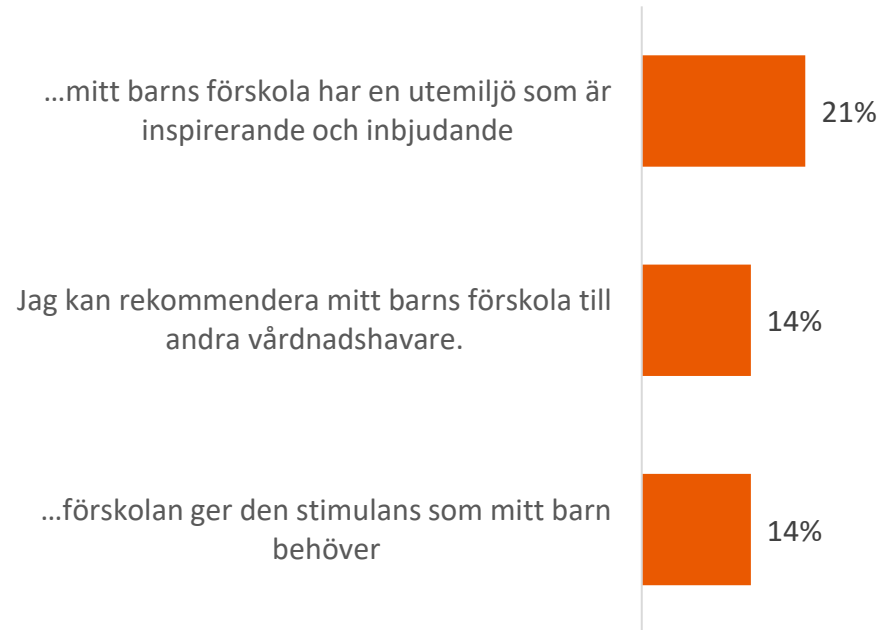 …mitt barns förskola har en utemiljö som är
inspirerande och inbjudande
21%
Jag kan rekommendera mitt barns förskola till
andra vårdnadshavare.
14%
…förskolan ger den stimulans som mitt barn
behöver
14%